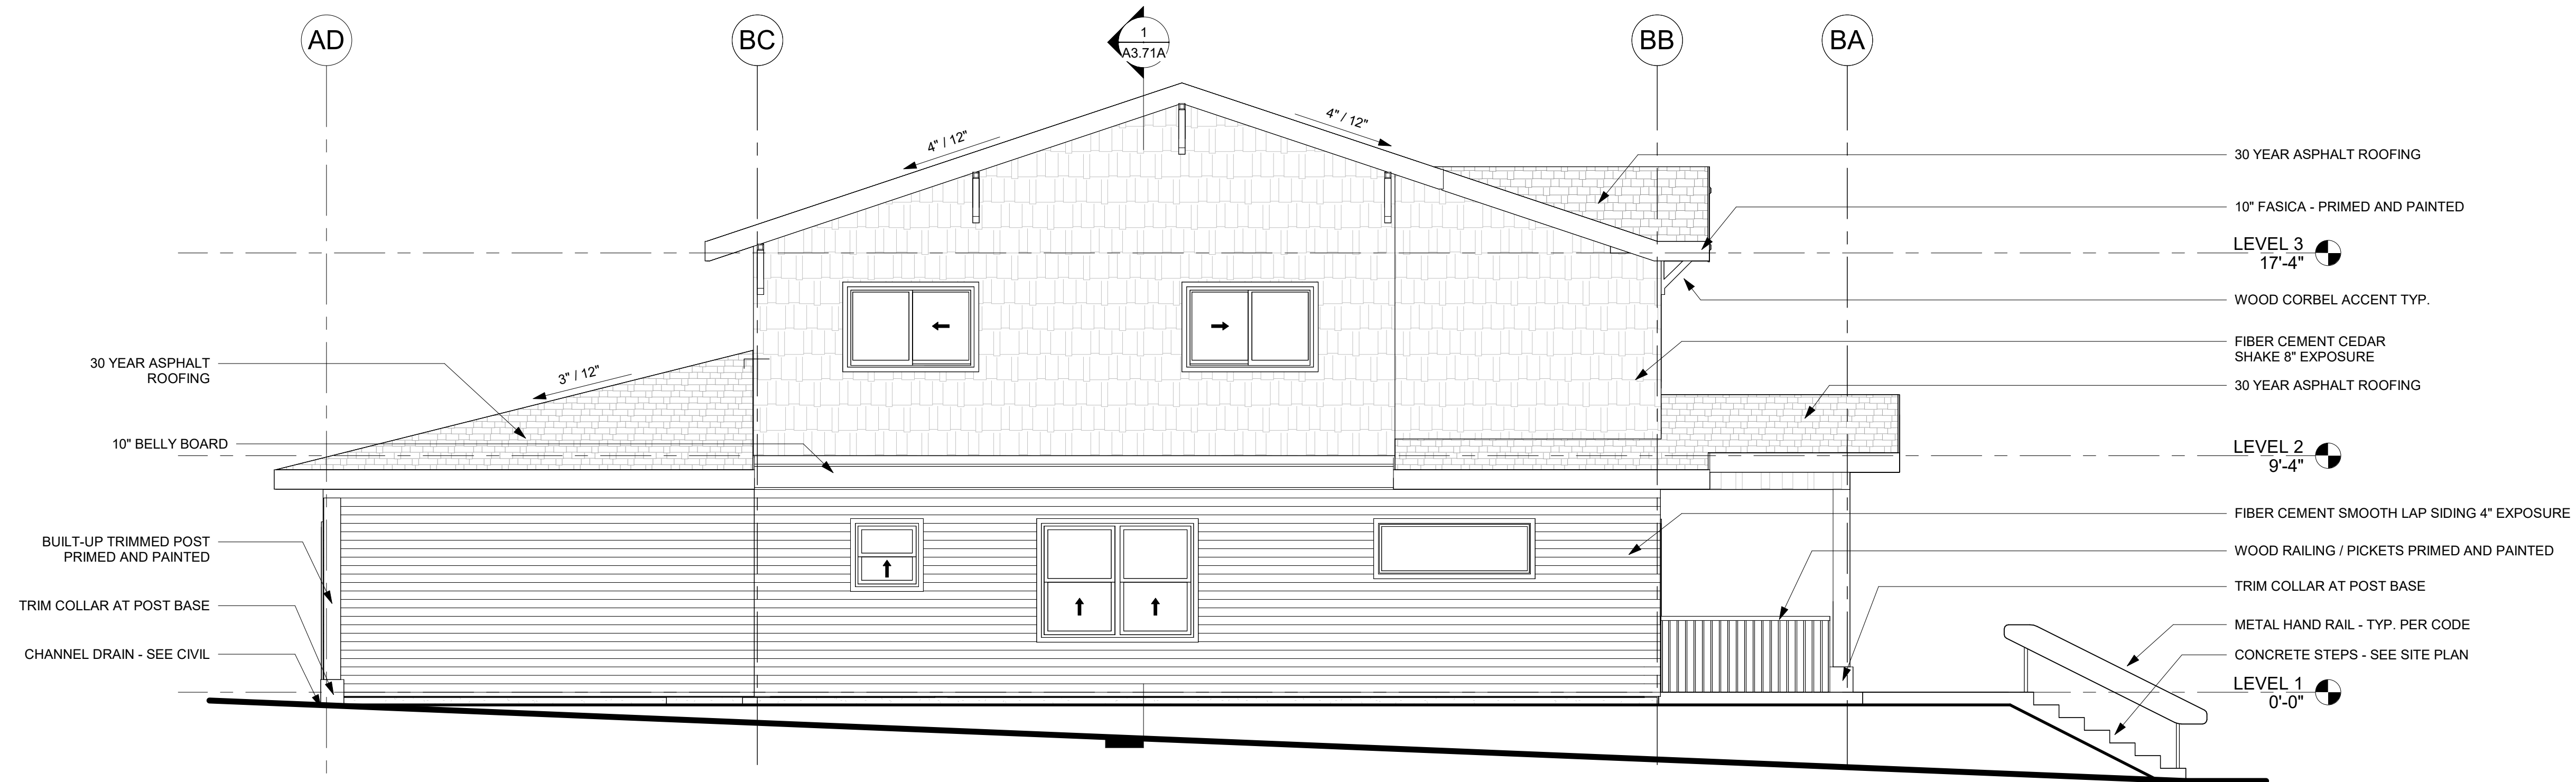 AD
BC
1
A3.71A
BB
BA
4" / 12"
4" / 12"
3" / 12"
30 YEAR ASPHALT
ROOFING
10" BELLY BOARD
BUILT-UP TRIMMED POST
PRIMED AND PAINTED
TRIM COLLAR AT POST BASE
CHANNEL DRAIN - SEE CIVIL
30 YEAR ASPHALT ROOFING
10" FASICA - PRIMED AND PAINTED
LEVEL 3
17'-4"
WOOD CORBEL ACCENT TYP.
FIBER CEMENT CEDAR
SHAKE 8" EXPOSURE
30 YEAR ASPHALT ROOFING
LEVEL 2
9'-4"
FIBER CEMENT SMOOTH LAP SIDING 4" EXPOSURE
WOOD RAILING / PICKETS PRIMED AND PAINTED
TRIM COLLAR AT POST BASE
METAL HAND RAIL - TYP. PER CODE
CONCRETE STEPS - SEE SITE PLAN
LEVEL 1
0'-0"